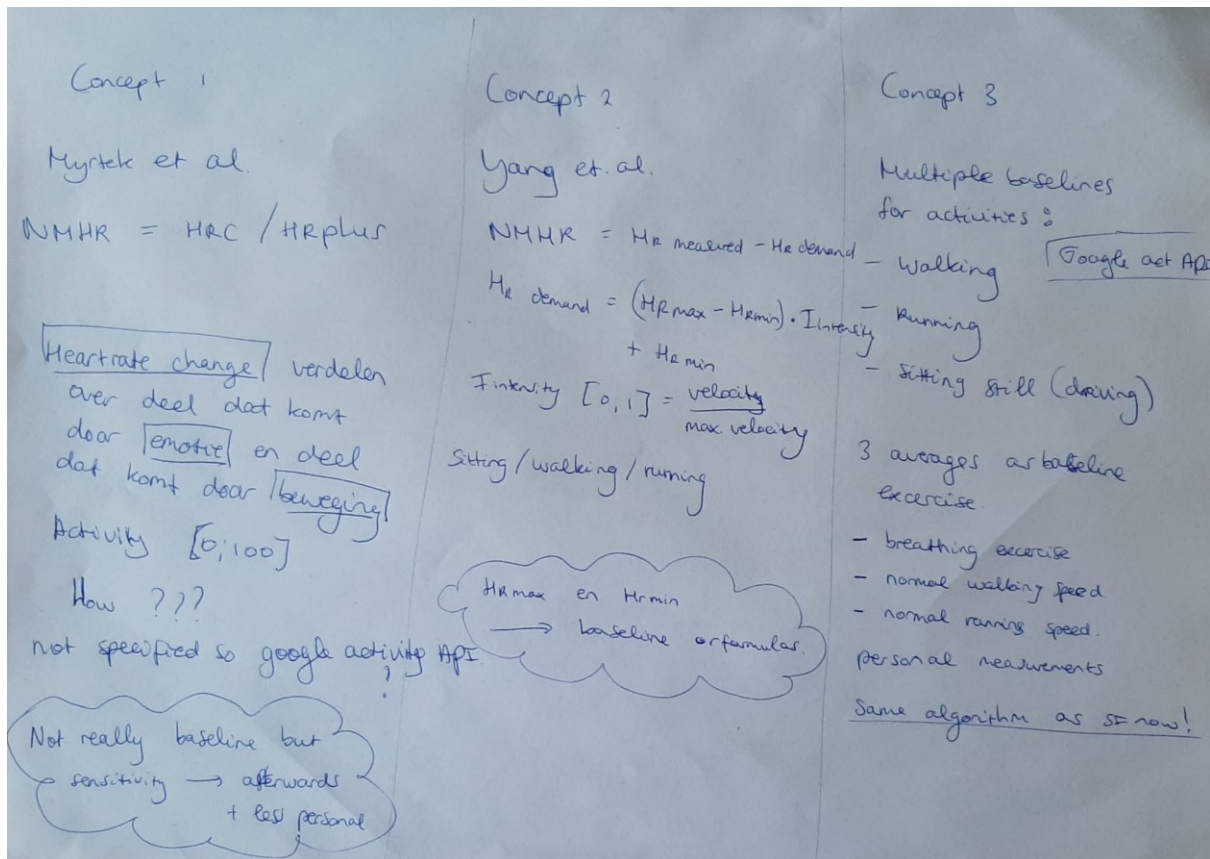 Concept 1
Myrtek et al.
NMHR = HRC / HRplus
Heartrate change verdelen
over deel dat komt
door emotie en deel
dat komt door beweging
Activity [0;100]
How ???
not specified so google activity API.
?
Not really baseline but
sensitivity → afterwards
+ less personal
Concept 2
Yang et. al.
NMHR = HR measured - HR demand
HR demand = (HRmax - HRmin) · Intensity
+ HR min
Intensity [0,1] = velocity
max. velocity
Sitting / walking / running
HRmax en Hrmin
→ baseline or formulas.
Concept 3
Multiple baselines
for activities :
- Walking
Google act API
- Running
- Sitting still (driving)
3 averages as baseline
excercise.
- breathing excercise
- normal walking speed
- normal running speed.
personal measurments
Same algorithm as SF now!